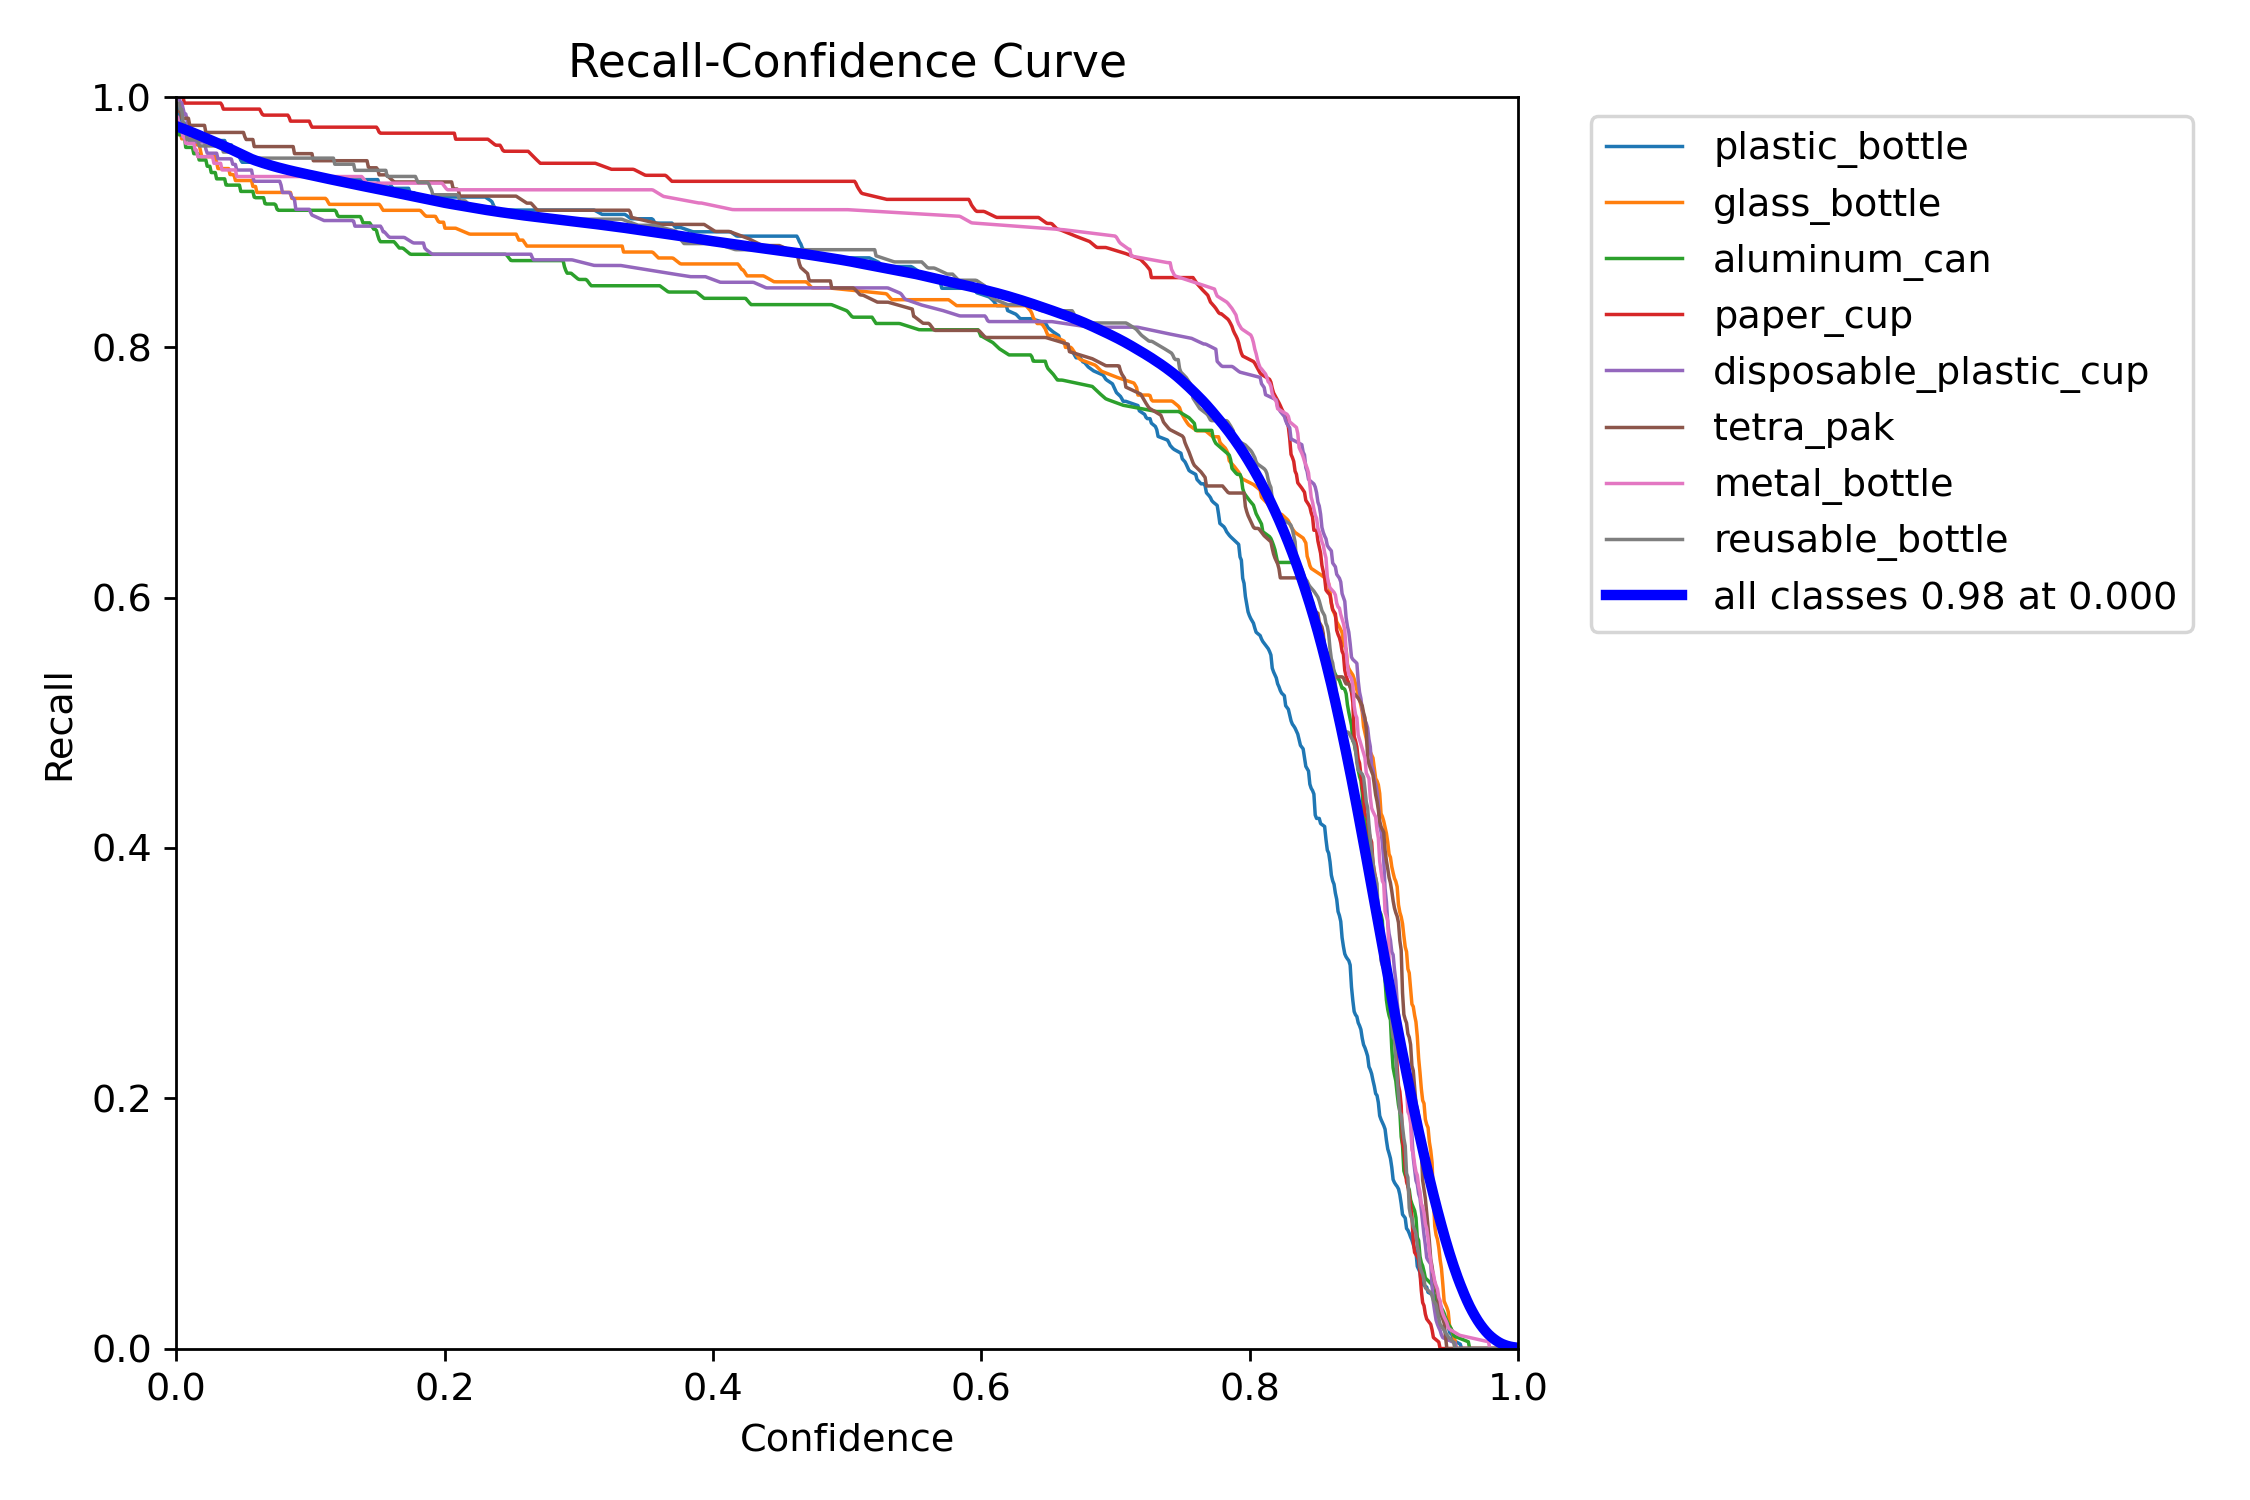 Recall-Confidence Curve
1.0
0.8
0.6
0.4
0.2
0.0
Recall
0.0 0.2 0.4 0.6 0.8 1.0
Confidence
plastic_bottle
glass_bottle
aluminum_can
paper_cup
disposable_plastic_cup
tetra_pak
metal_bottle
reusable_bottle
all classes 0.98 at 0.000